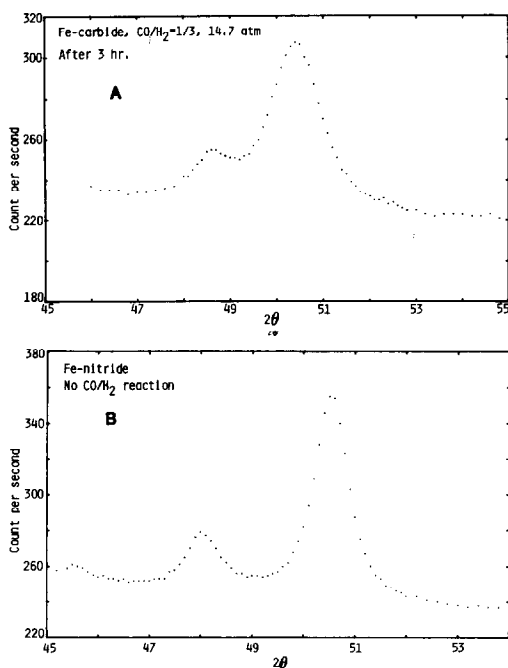 320
Fe-carbide, CO/H₂=1/3, 14.7 atm
After 3 hr.
A
Count per second
300
260
220
180
45
47
49
51
53
55
2θ
380
Fe-nitride
No CO/H₂ reaction
B
Count per second
340
300
260
220
45
47
49
51
53
2θ